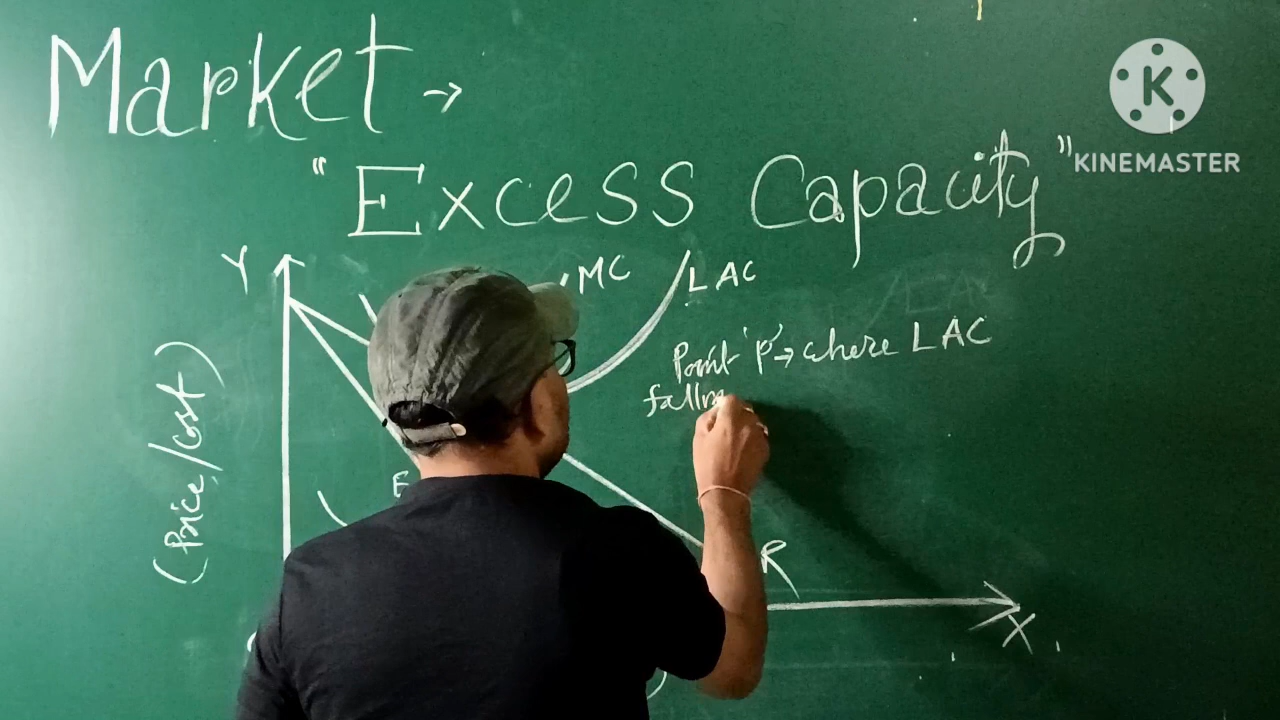 Market →
"Excess Capacity"
KINEMASTER
Y
MC
LAC
Point 'P' → where LAC
falling
(Price/cost)
E
R
X